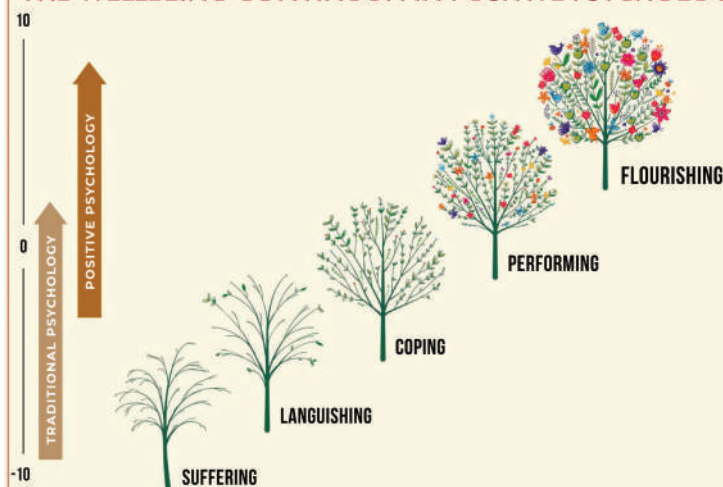 10
POSITIVE PSYCHOLOGY
TRADITIONAL PSYCHOLOGY
0
-10
FLOURISHING
PERFORMING
COPING
LANGUISHING
SUFFERING